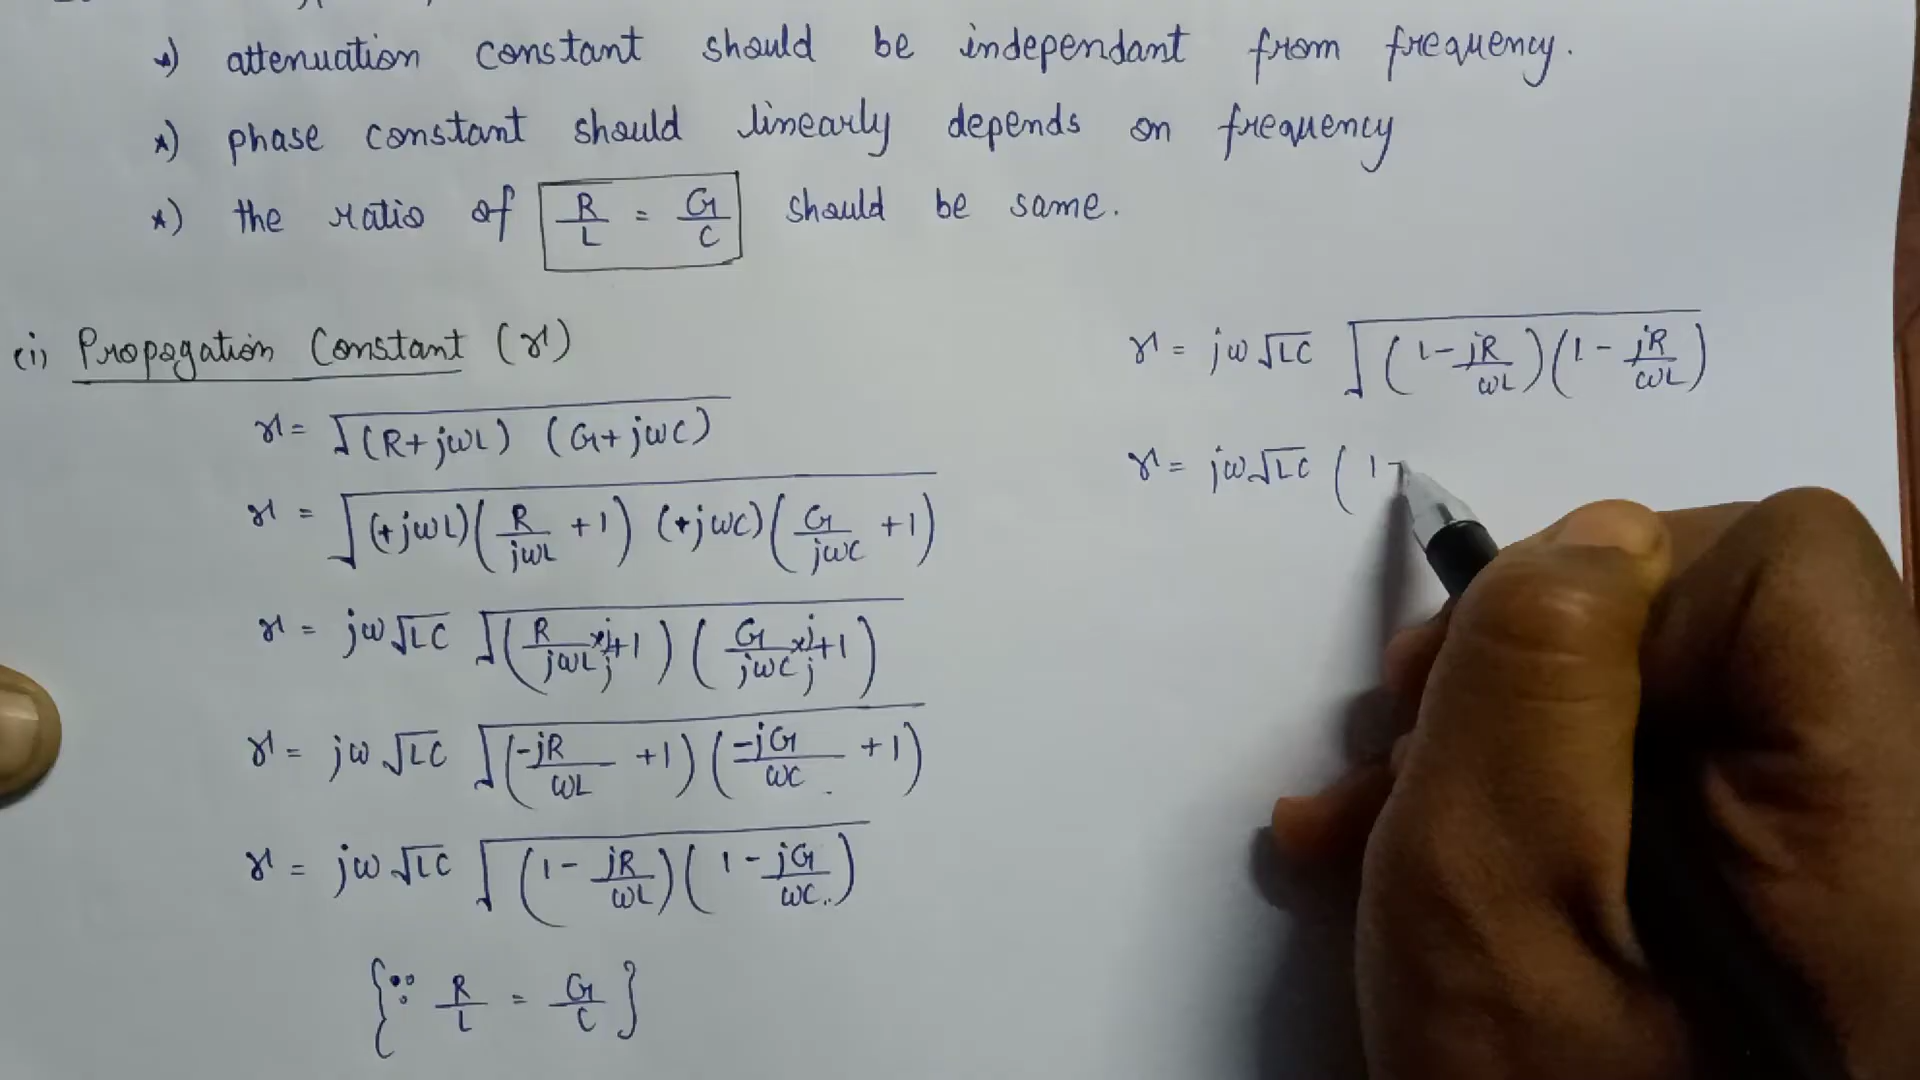 *) attenuation constant should be independant from frequency.
*) phase constant should linearly depends on frequency
*) the ratio of R/L = G/C should be same.
(i) Propagation Constant (γ)
γ = √(R+jωL) (G+jωC)
γ = √(+jωL)(R/jωL +1) (+jωC)(G/jωC +1)
γ = jω√LC √(R/jωL × j/j +1) (G/jωC × j/j +1)
γ = jω√LC √(-jR/ωL +1) (-jG/ωC +1)
γ = jω√LC √(1 - jR/ωL)(1 - jG/ωC)
{∵ R/L = G/C}
γ = jω√LC √(1 - jR/ωL)(1 - jR/ωL)
γ = jω√LC (1 -